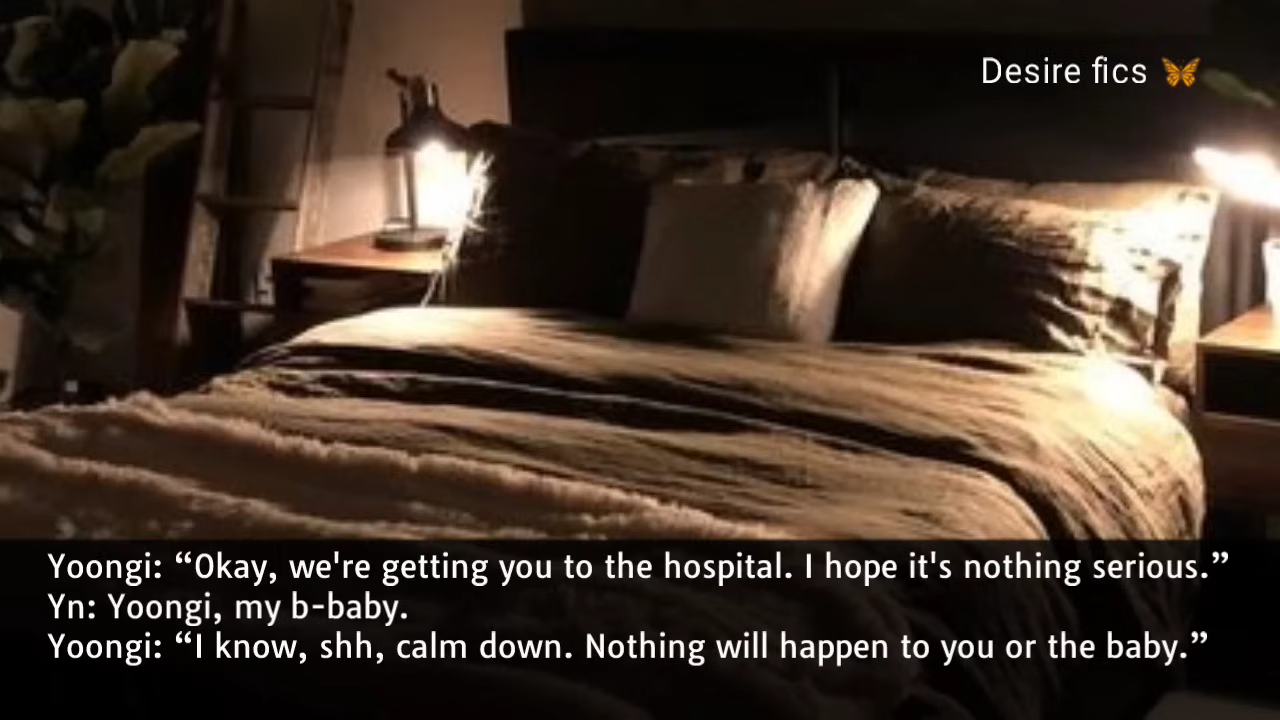 Desire fics 🦋
Yoongi: “Okay, we're getting you to the hospital. I hope it's nothing serious.”
Yn: Yoongi, my b-baby.
Yoongi: “I know, shh, calm down. Nothing will happen to you or the baby.”